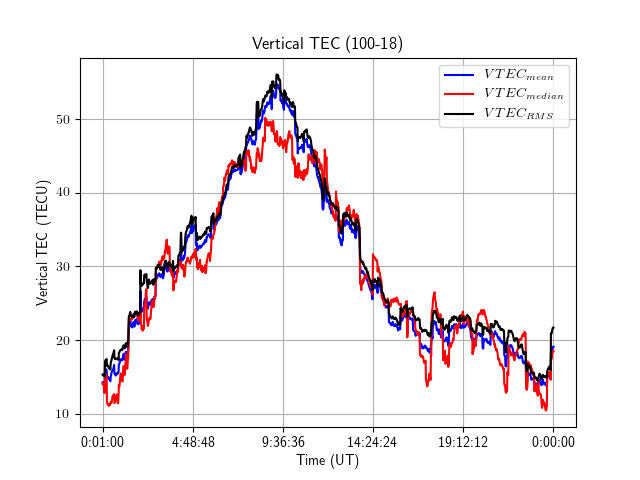 Vertical TEC (100-18)
VTEC_mean
VTEC_median
VTEC_RMS
Vertical TEC (TECU)
50
40
30
20
10
0:01:00 4:48:48 9:36:36 14:24:24 19:12:12 0:00:00
Time (UT)